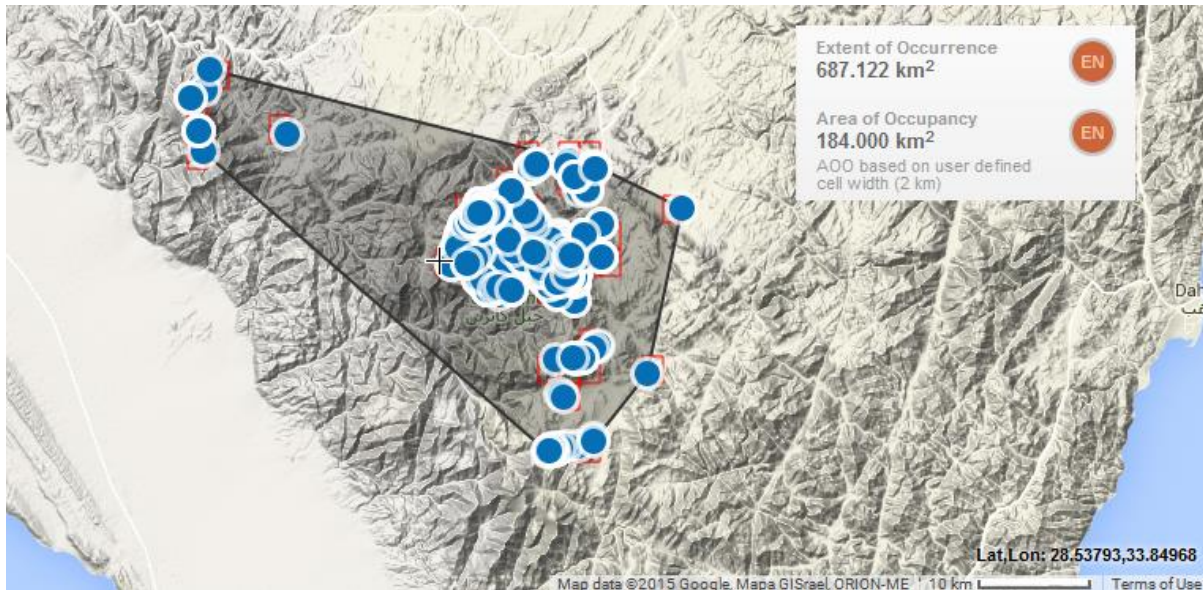 Extent of Occurrence
687.122 km²
EN
Area of Occupancy
184.000 km²
EN
AOO based on user defined
cell width (2 km)
Dah
Lat,Lon: 28.53793,33.84968
Map data ©2015 Google, Mapa GISrael, ORION-ME
10 km
Terms of Use